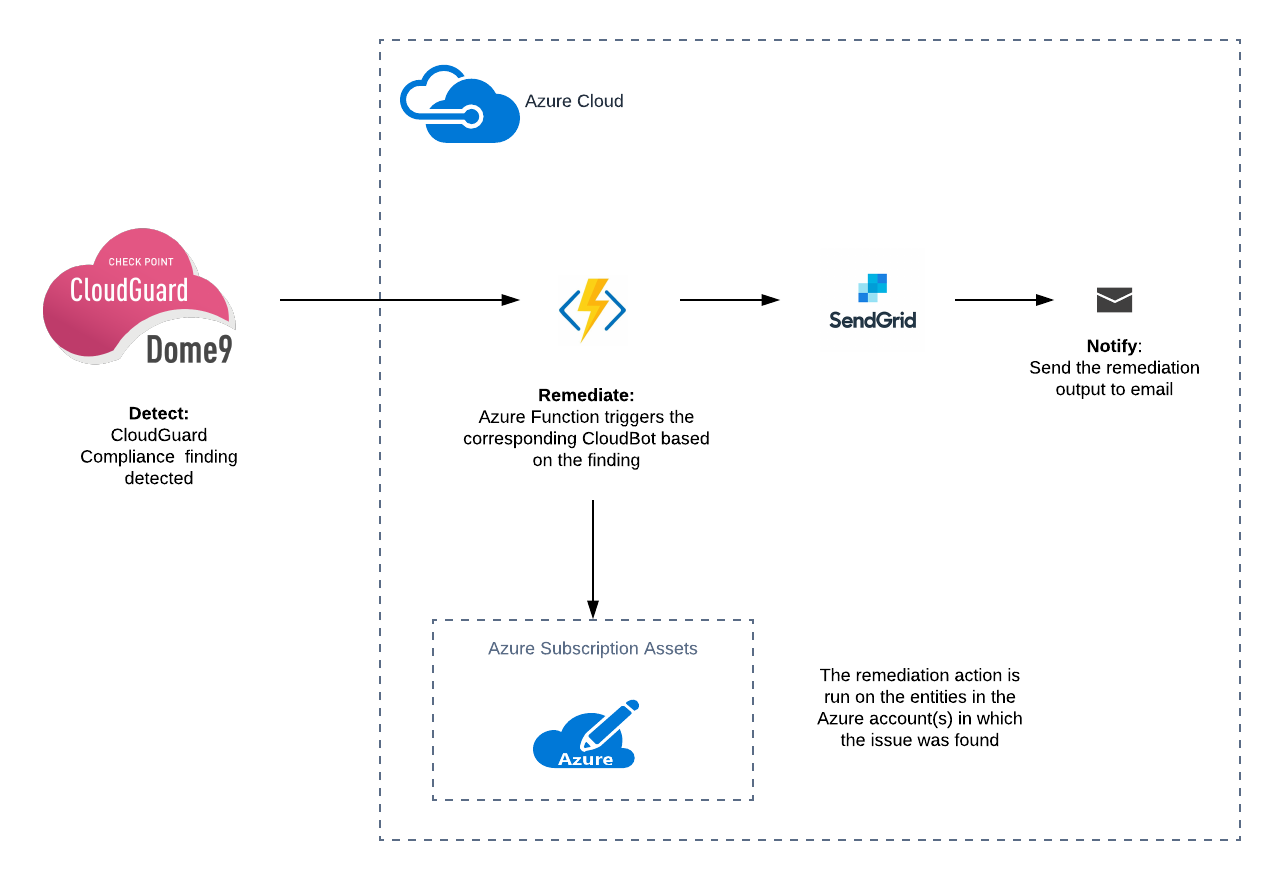 Azure Cloud
CHECK POINT
CloudGuard
Dome9
SendGrid
Detect:
CloudGuard
Compliance finding
detected
Remediate:
Azure Function triggers the
corresponding CloudBot based
on the finding
Notify:
Send the remediation
output to email
Azure Subscription Assets
Azure
The remediation action is
run on the entities in the
Azure account(s) in which
the issue was found